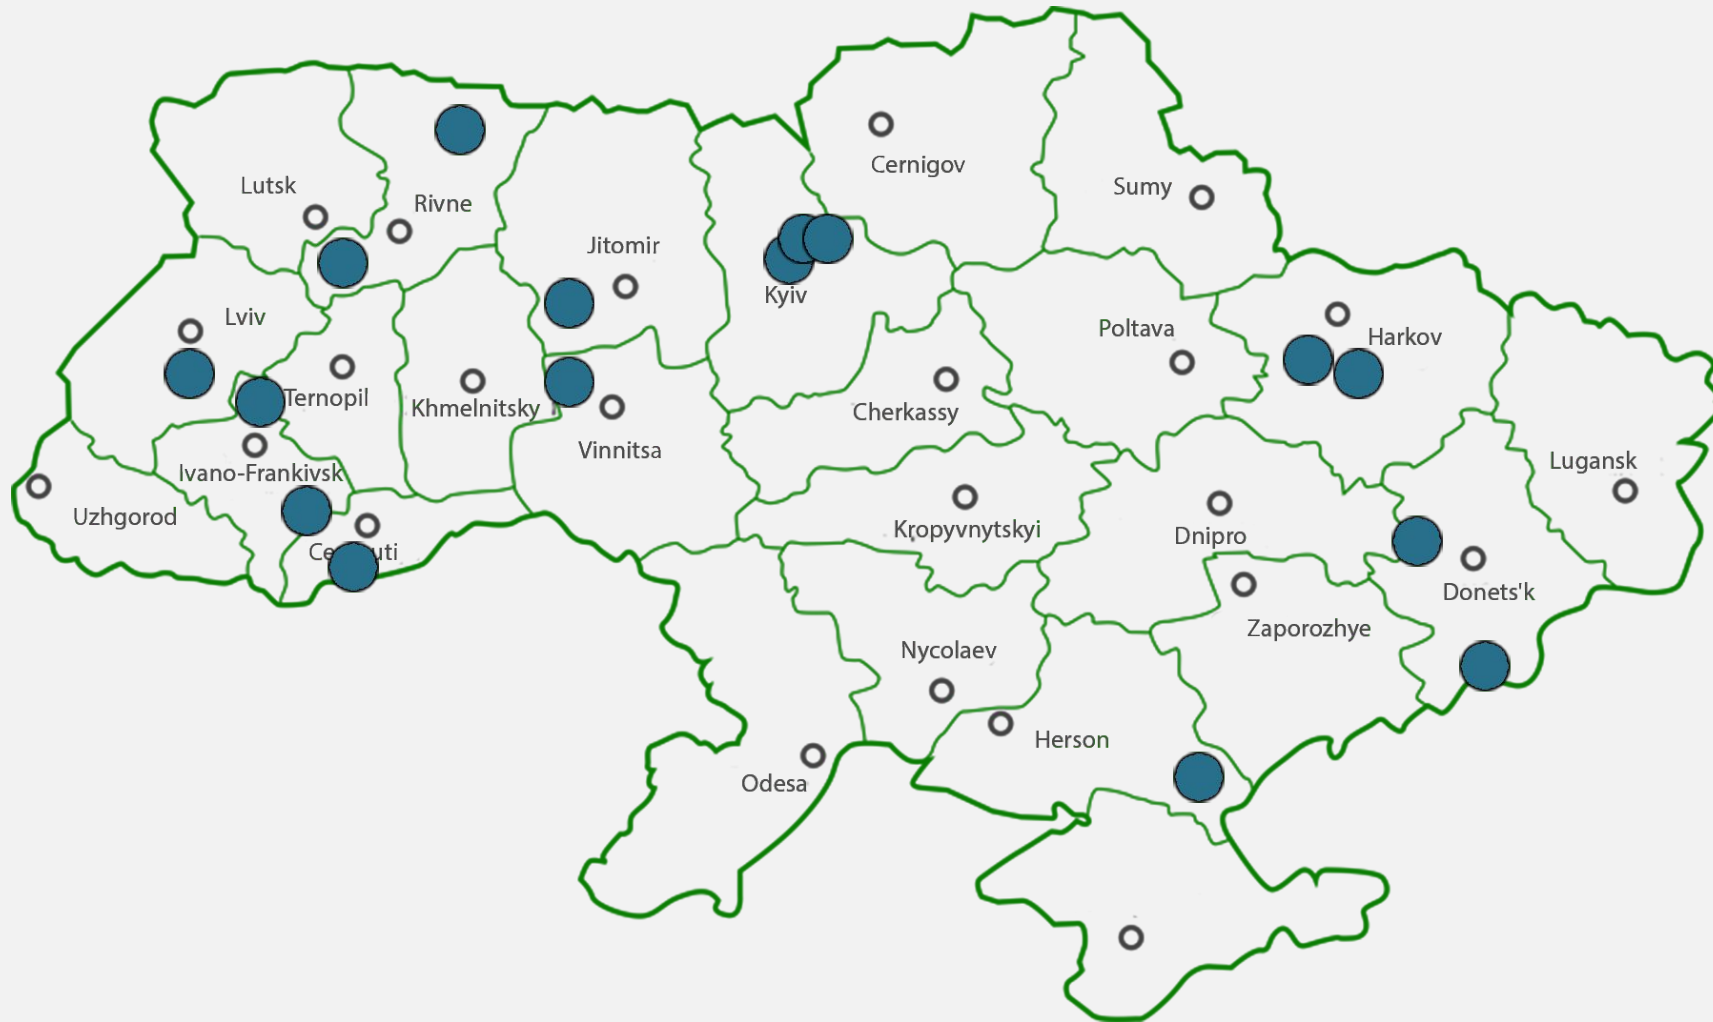 Cernigov
Lutsk
Sumy
Rivne
Jitomir
Kyiv
Lviv
Poltava
Harkov
Ternopil
Khmelnitsky
Cherkassy
Vinnitsa
Lugansk
Ivano-Frankivsk
Uzhgorod
Kropyvnytskyi
Dnipro
Donets'k
Zaporozhye
Nycolaev
Herson
Odesa